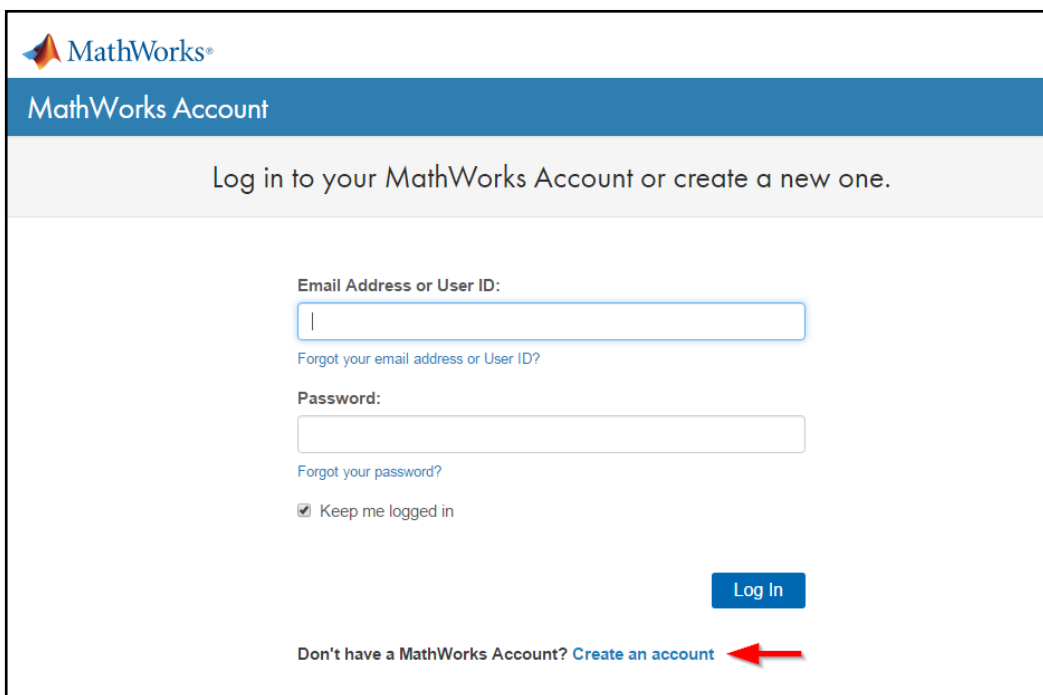 MathWorks®
MathWorks Account
Log in to your MathWorks Account or create a new one.
Email Address or User ID:
Forgot your email address or User ID?
Password:
Forgot your password?
Keep me logged in
Log In
Don't have a MathWorks Account? Create an account